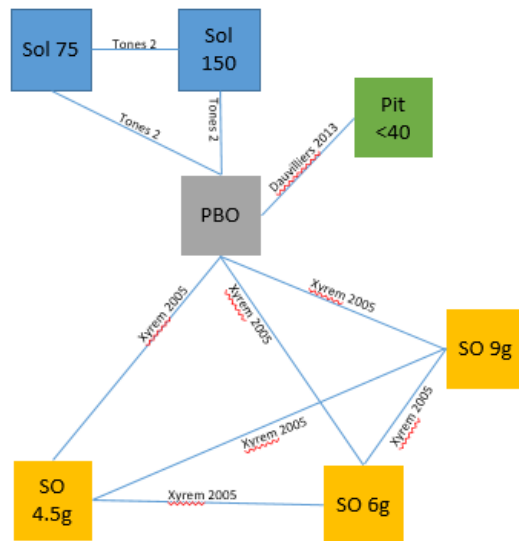 Sol 75
Tones 2
Sol
150
Tones 2
Tones 2
Pit
<40
Dauvilliers 2013
PBO
Xyrem 2005
Xyrem 2005
Xyrem 2005
SO 9g
Xyrem 2005
Xyrem 2005
SO
4.5g
Xyrem 2005
SO 6g